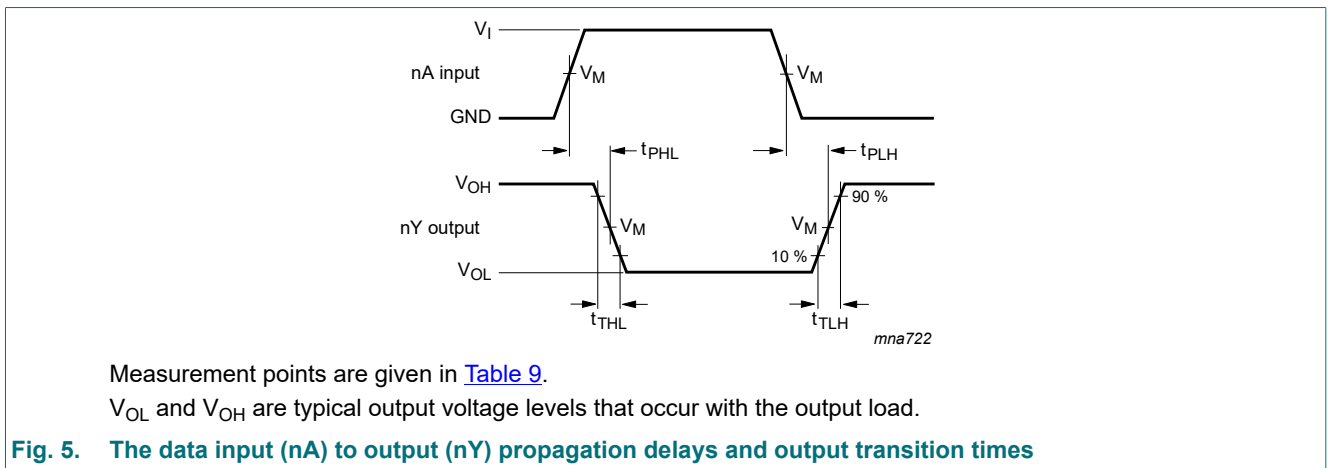 VI
nA input
VM
VM
GND
tPHL
tPLH
VOH
90 %
nY output
VM
VM
10 %
VOL
tTHL
tTLH
mna722
Measurement points are given in Table 9.
VOL and VOH are typical output voltage levels that occur with the output load.
Fig. 5. The data input (nA) to output (nY) propagation delays and output transition times